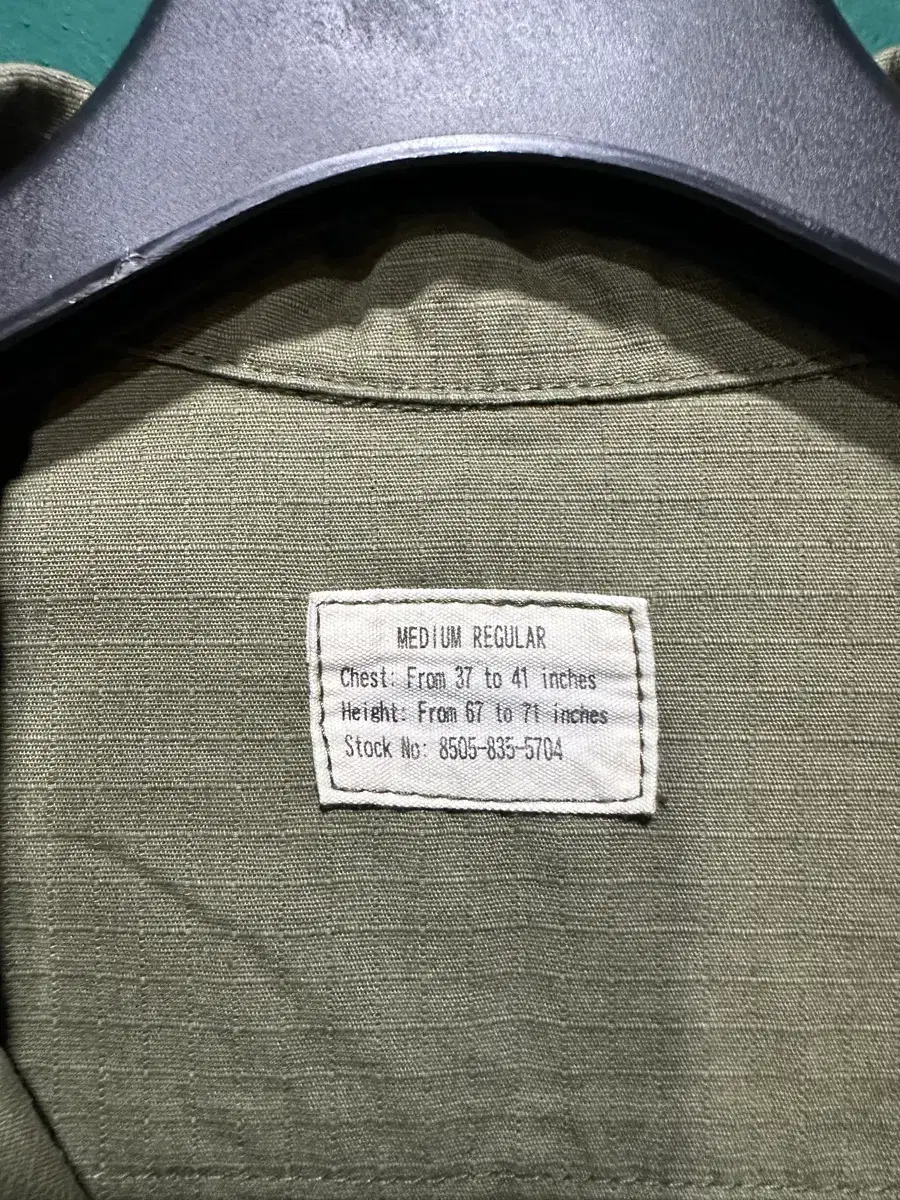 MEDIUM REGULAR
Chest: From 37 to 41 inches
Height: From 67 to 71 inches
Stock No: 8505-835-5704